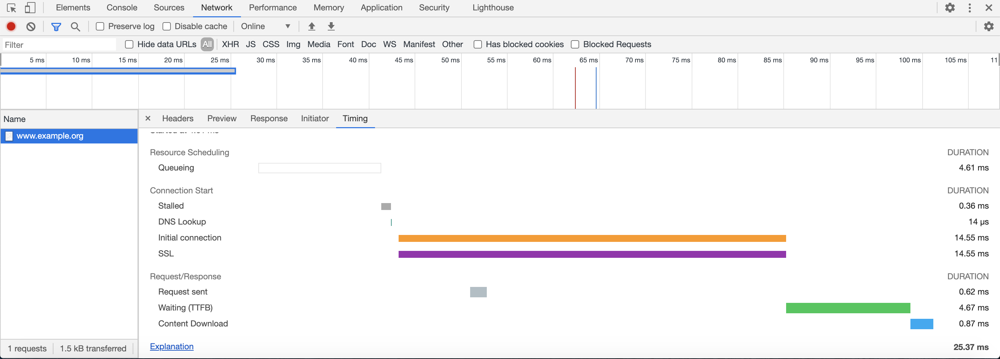 Elements Console Sources Network Performance Memory Application Security Lighthouse
Preserve log Disable cache Online
Filter Hide data URLs All XHR JS CSS Img Media Font Doc WS Manifest Other Has blocked cookies Blocked Requests
5 ms 10 ms 15 ms 20 ms 25 ms 30 ms 35 ms 40 ms 45 ms 50 ms 55 ms 60 ms 65 ms 70 ms 75 ms 80 ms 85 ms 90 ms 95 ms 100 ms 105 ms 11
Name
www.example.org
1 requests 1.5 kB transferred
Headers Preview Response Initiator Timing
Resource Scheduling DURATION
Queueing 4.61 ms
Connection Start DURATION
Stalled 0.36 ms
DNS Lookup 14 μs
Initial connection 14.55 ms
SSL 14.55 ms
Request/Response DURATION
Request sent 0.62 ms
Waiting (TTFB) 4.67 ms
Content Download 0.87 ms
Explanation 25.37 ms